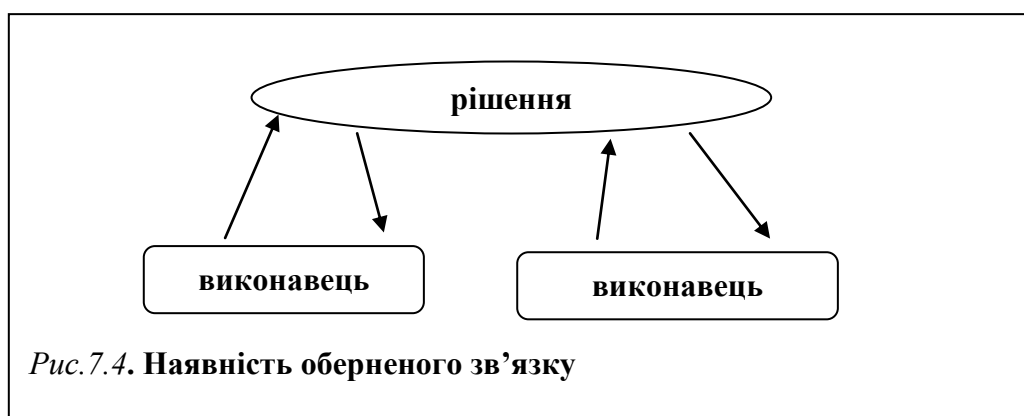 рішення
виконавець
виконавець
Рис.7.4. Наявність оберненого зв’язку